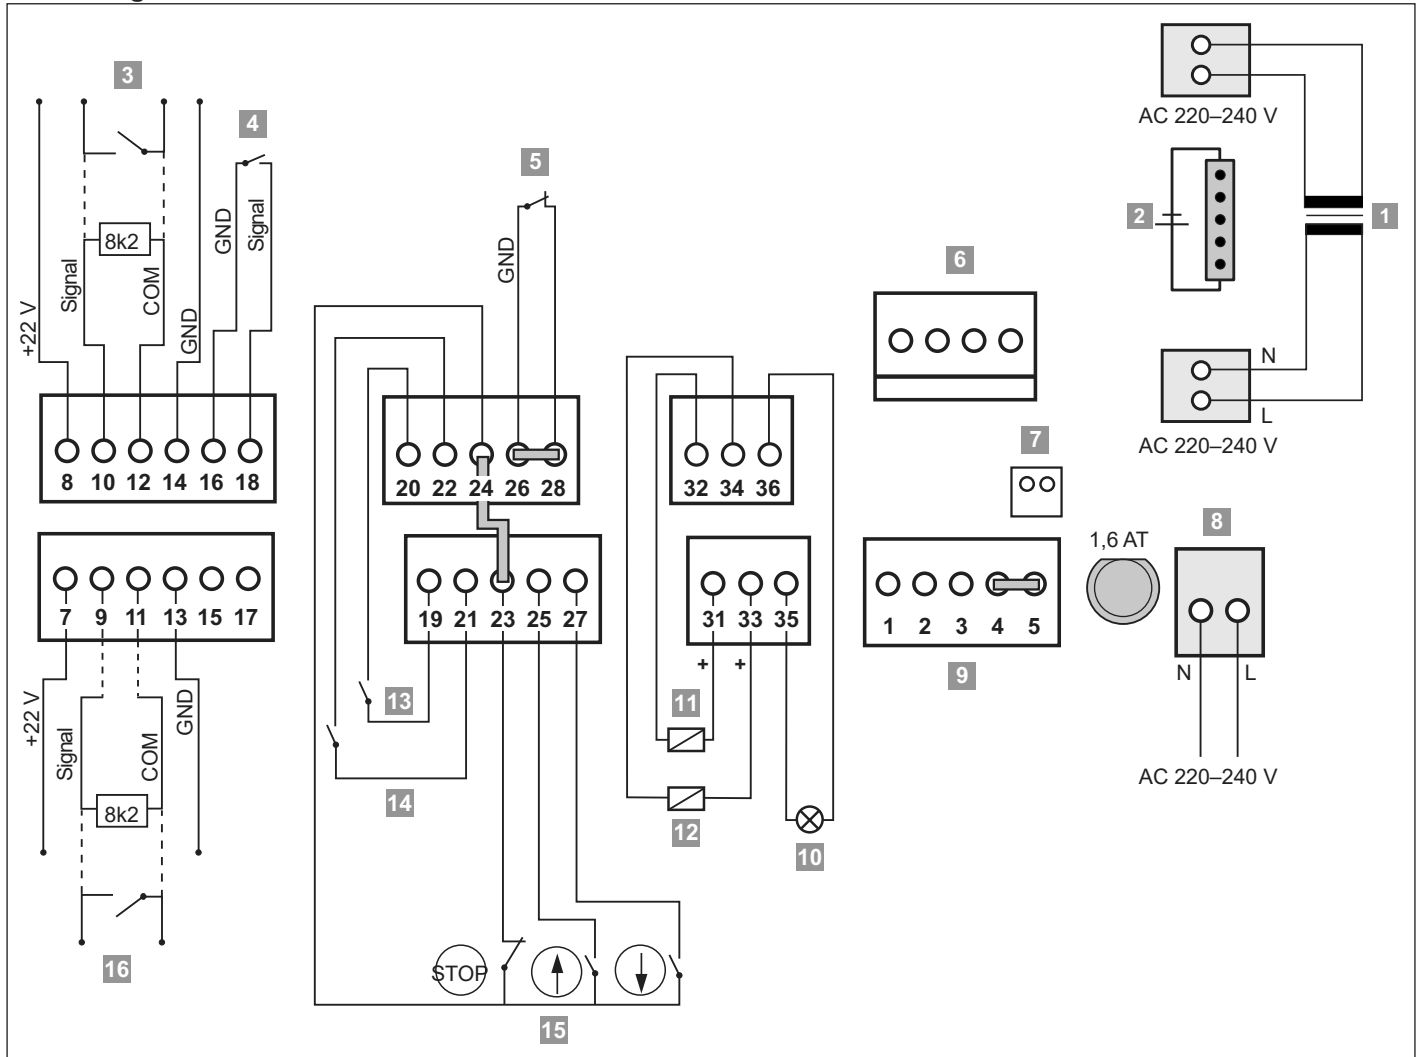 AC 220–240 V
1
2
3
4
5
6
7
8
+22 V
Signal
8k2
COM
GND
GND
Signal
GND
N
L
AC 220–240 V
8 10 12 14 16 18
20 22 24 26 28
32 34 36
7 9 11 13 15 17
19 21 23 25 27
31 33 35
+ +
1 2 3 4 5
1,6 AT
N L
AC 220–240 V
9
10
11
12
13
14
+22 V
Signal
8k2
COM
GND
STOP
15
16